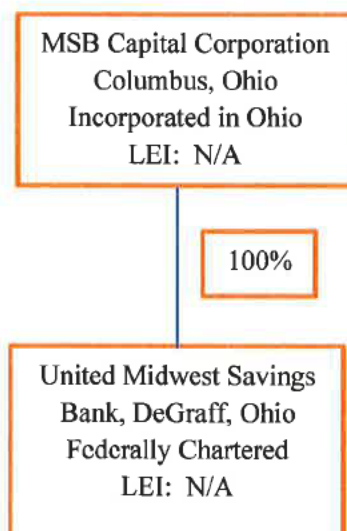 MSB Capital Corporation
Columbus, Ohio
Incorporated in Ohio
LEI: N/A
100%
United Midwest Savings
Bank, DeGraff, Ohio
Federally Chartered
LEI: N/A